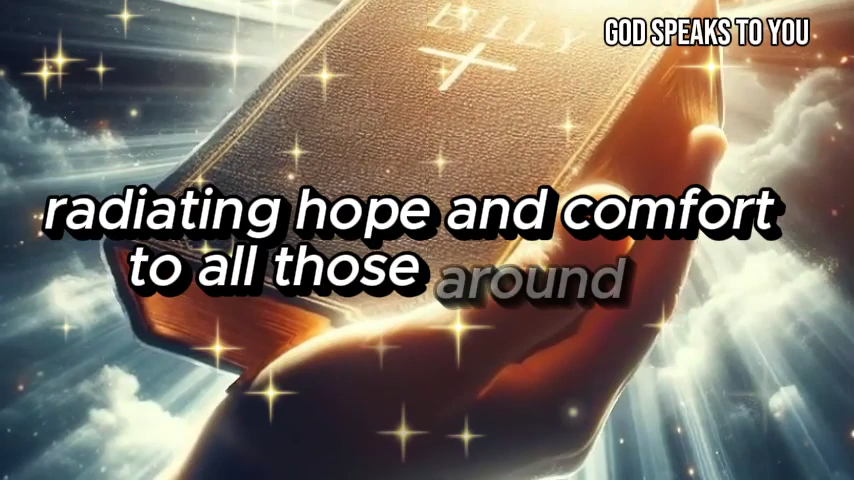 GOD SPEAKS TO YOU
radiating hope and comfort
to all those around